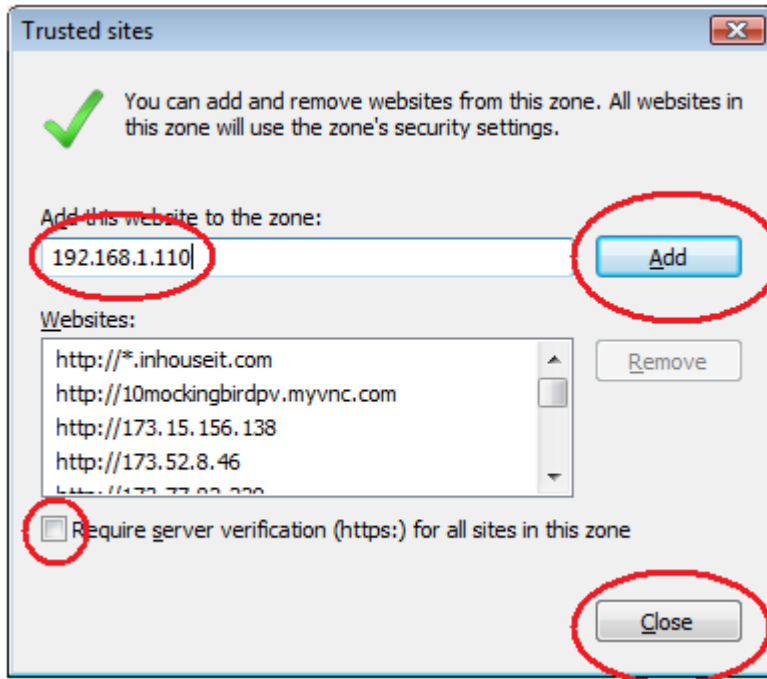 Trusted sites
You can add and remove websites from this zone. All websites in
this zone will use the zone's security settings.
Add this website to the zone:
192.168.1.110
Add
Websites:
http://*.inhouseit.com
http://10mockingbirdpv.myvnc.com
Remove
http://173.15.156.138
http://173.52.8.46
Require server verification (https:) for all sites in this zone
Close